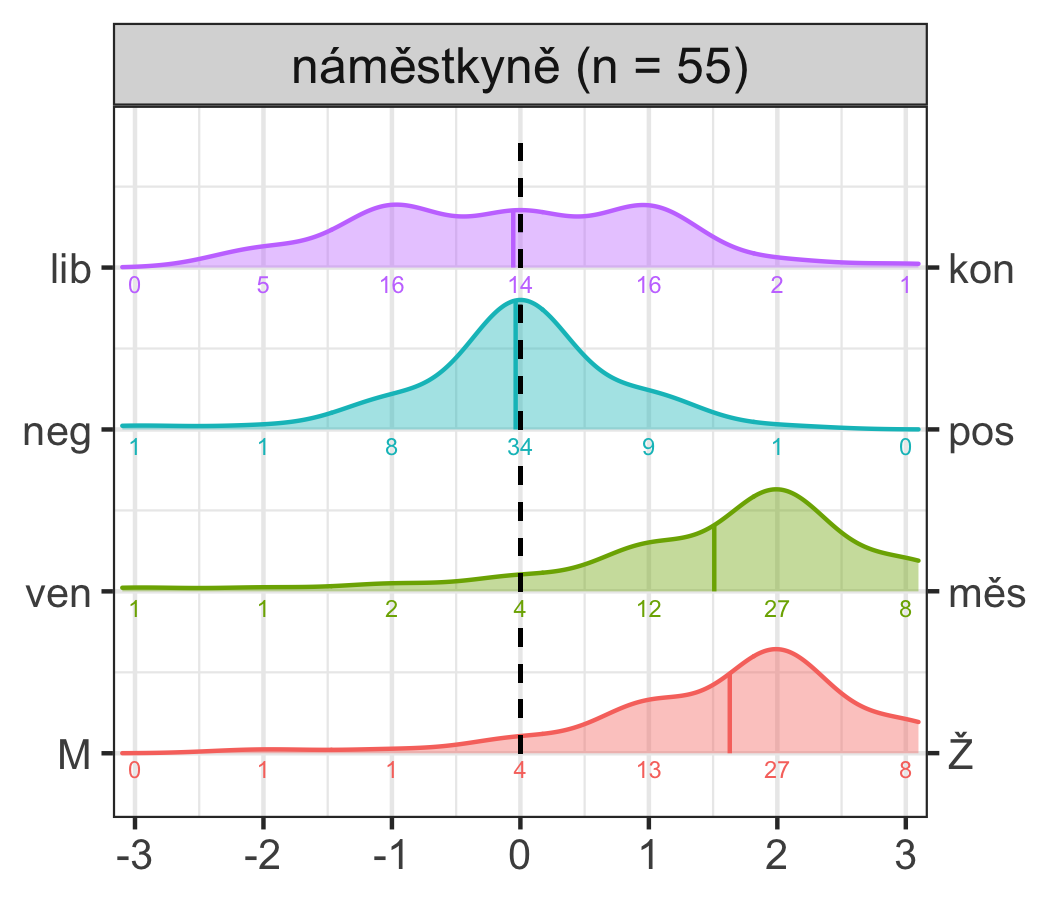 náměstkyně (n = 55)
lib kon
0 5 16 14 16 2 1
neg pos
1 1 8 34 9 1 0
ven měs
1 1 2 4 12 27 8
M Ž
0 1 1 4 13 27 8
-3 -2 -1 0 1 2 3